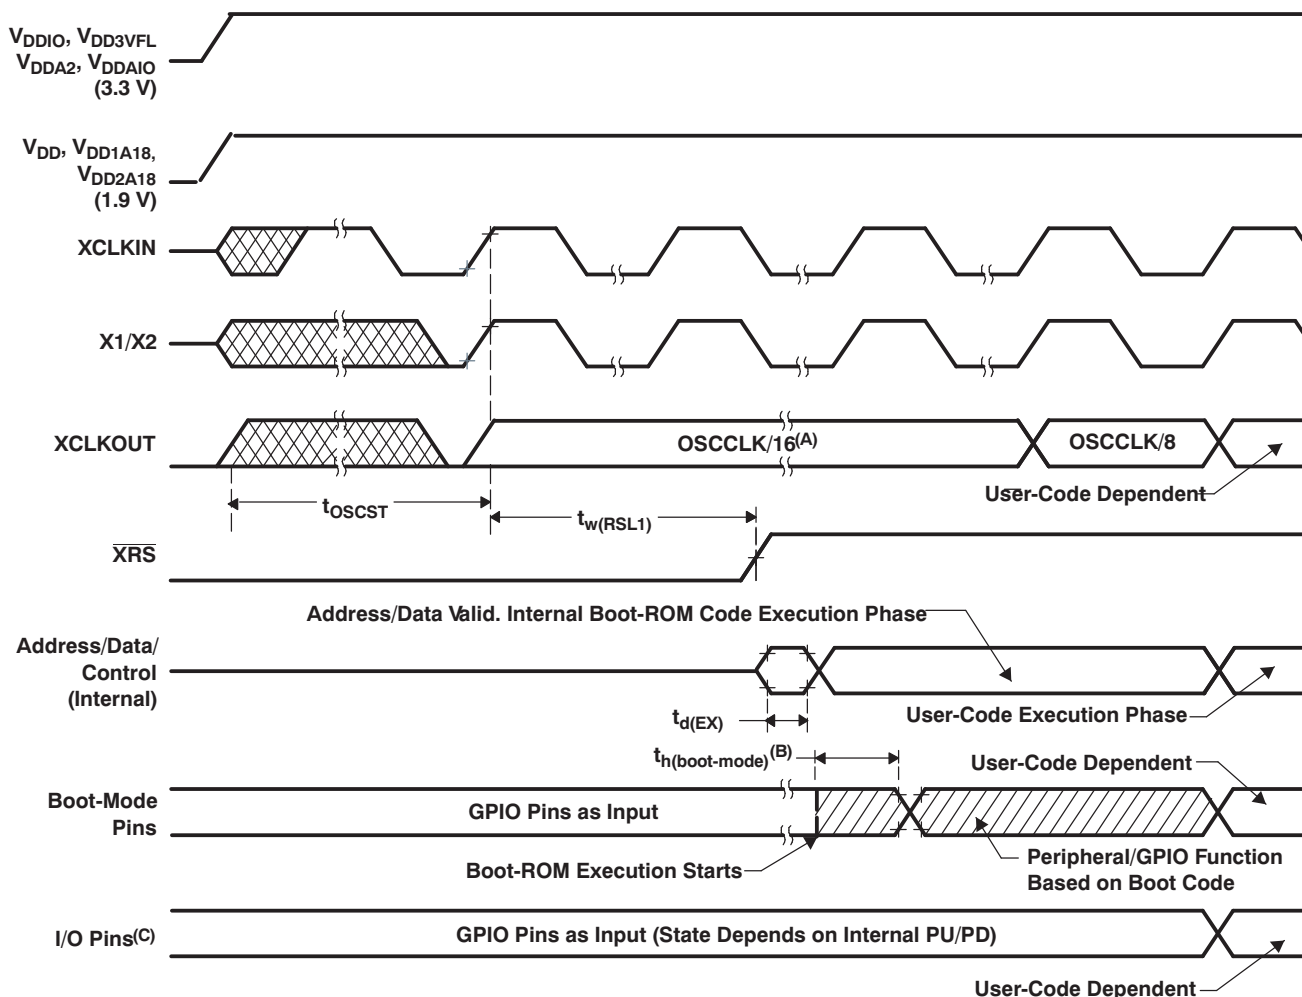 VDDIO, VDD3VFL
VDDA2, VDDAIO
(3.3 V)
VDD, VDD1A18,
VDD2A18
(1.9 V)
XCLKIN
X1/X2
XCLKOUT
OSCCLK/16(A)
OSCCLK/8
User-Code Dependent
tOSCST
tw(RSL1)
XRS
Address/Data Valid. Internal Boot-ROM Code Execution Phase
Address/Data/
Control
(Internal)
td(EX)
User-Code Execution Phase
th(boot-mode)(B)
User-Code Dependent
Boot-Mode
Pins
GPIO Pins as Input
Boot-ROM Execution Starts
Peripheral/GPIO Function
Based on Boot Code
I/O Pins(C)
GPIO Pins as Input (State Depends on Internal PU/PD)
User-Code Dependent